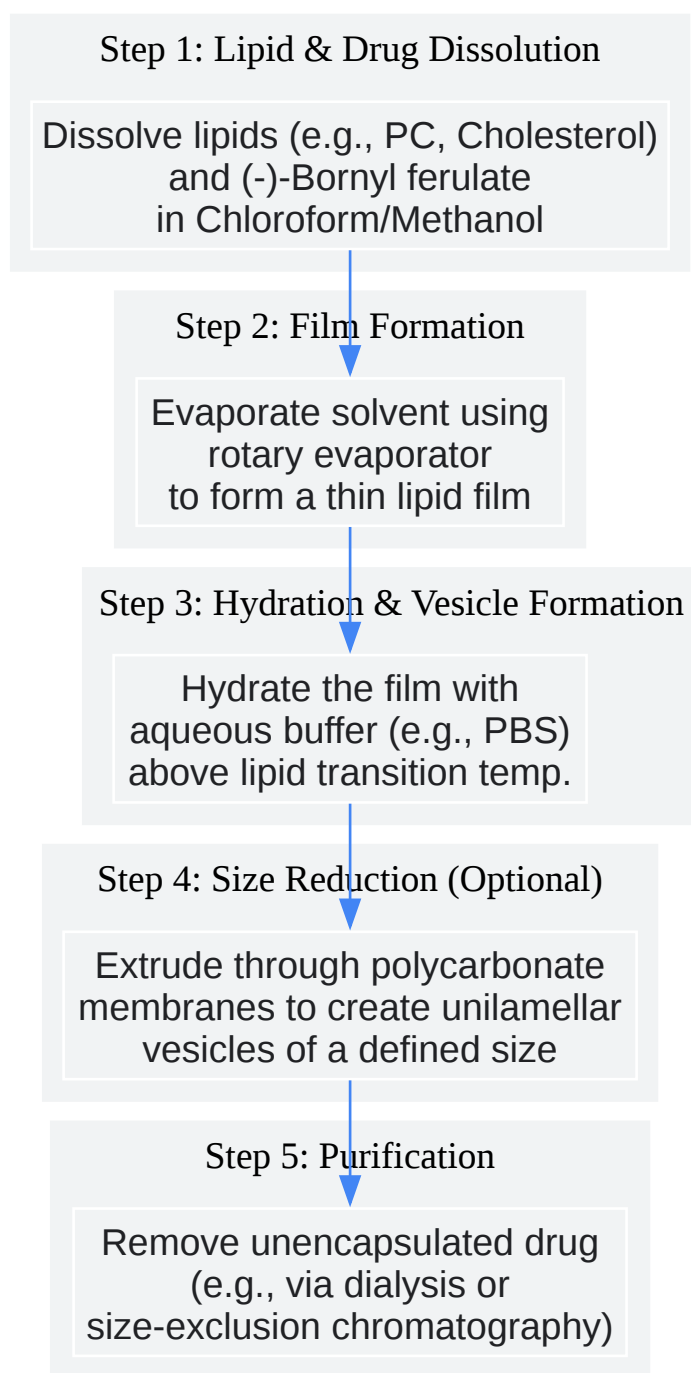 Step 1: Lipid & Drug Dissolution
Dissolve lipids (e.g., PC, Cholesterol)
and (-)-Bornyl ferulate
in Chloroform/Methanol
Step 2: Film Formation
Evaporate solvent using
rotary evaporator
to form a thin lipid film
Step 3: Hydration & Vesicle Formation
Hydrate the film with
aqueous buffer (e.g., PBS)
above lipid transition temp.
Step 4: Size Reduction (Optional)
Extrude through polycarbonate
membranes to create unilamellar
vesicles of a defined size
Step 5: Purification
Remove unencapsulated drug
(e.g., via dialysis or
size-exclusion chromatography)